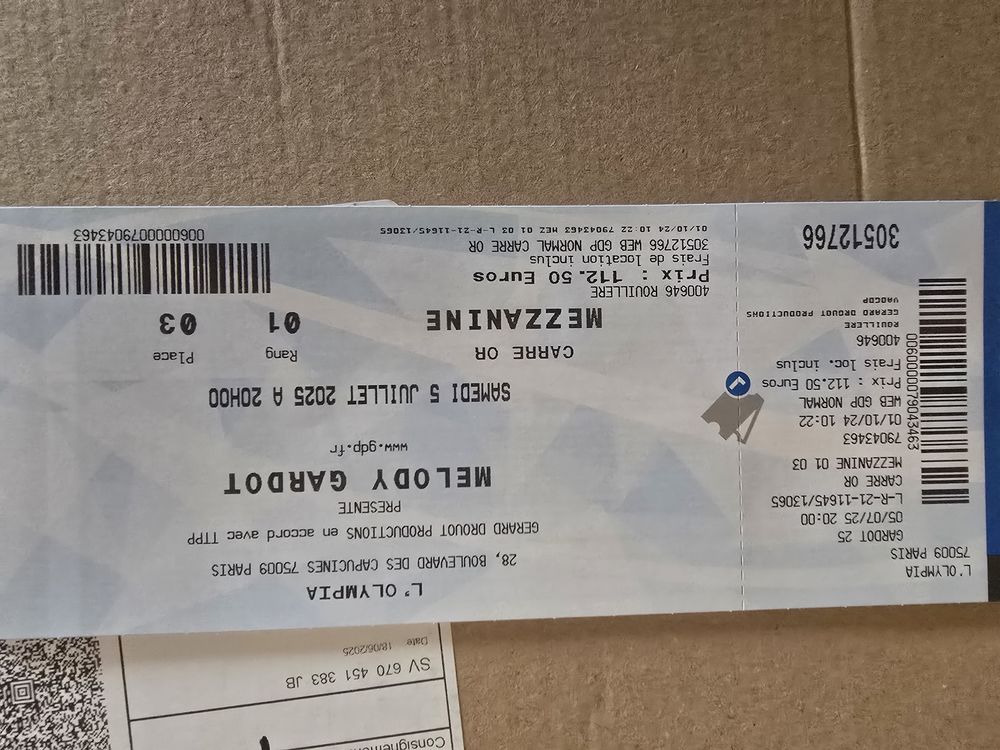 L'OLYMPIA
28, BOULEVARD DES CAPUCINES 75009 PARIS
GERARD DROUOT PRODUCTIONS en accord avec TTPP
PRESENTE
MELODY GARDOT
www.gdp.fr
SAMEDI 5 JUILLET 2025 A 20H00
CARRE OR
MEZZANINE
Rang
01
Place
03
400646 ROUILLERE
Prix : 112.50 Euros
Frais de location inclus
30512766 WEB GDP NORMAL CARRE OR
01/10/24 10:22 79043463 MEZ 01 03 L-R-21-11645/13065
00600000079043463
L'OLYMPIA
75009 PARIS
GARDOT 25
05/07/25 20:00
L-R-21-11645/13065
CARRE OR
MEZZANINE 01 03
79043463
01/10/24 10:22
WEB GDP NORMAL
Prix : 112.50 Euros
Frais loc. inclus
400646
ROUILLERE
GERARD DROUOT PRODUCTIONS
00600000079043463
30512766
SV 670 451 383 JB
Date 18/06/2025